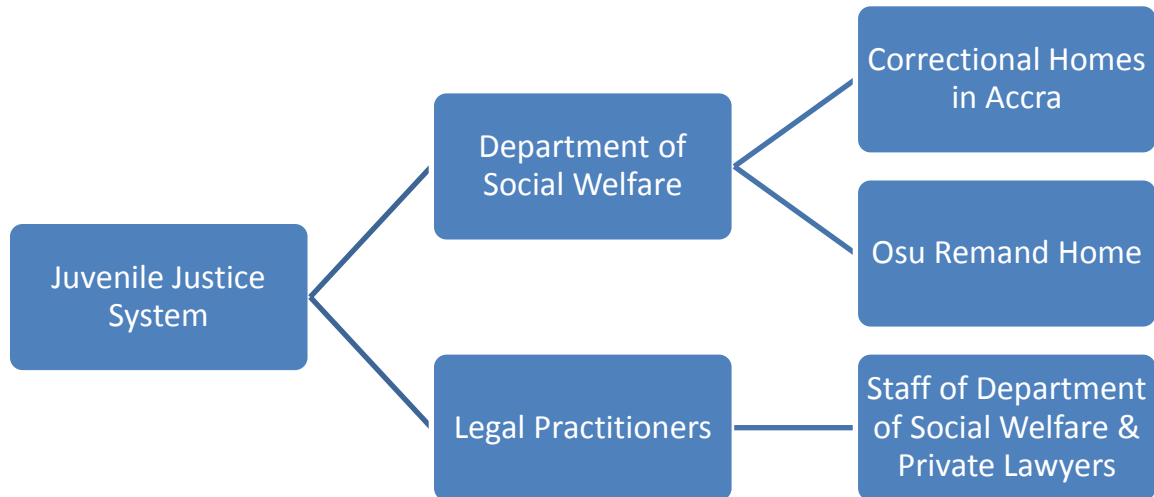 Juvenile Justice
System
Department of
Social Welfare
Legal Practitioners
Correctional Homes
in Accra
Osu Remand Home
Staff of Department
of Social Welfare &
Private Lawyers